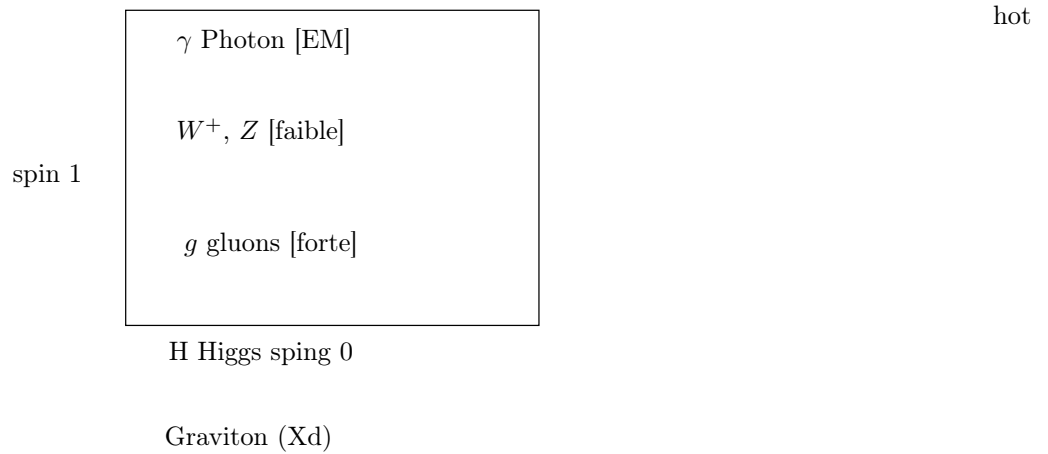 hot
γ Photon [EM]
W⁺, Z [faible]
spin 1
g gluons [forte]
H Higgs sping 0
Graviton (Xd)